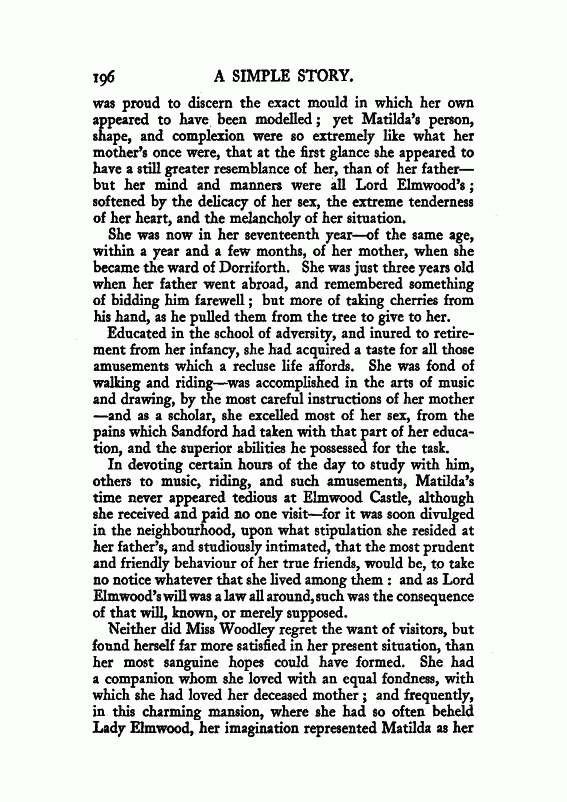 196 A SIMPLE STORY.
was proud to discern the exact mould in which her own
appeared to have been modelled ; yet Matilda's person,
shape, and complexion were so extremely like what her
mother's once were, that at the first glance she appeared to
have a still greater resemblance of her, than of her father—
but her mind and manners were all Lord Elmwood's ;
softened by the delicacy of her sex, the extreme tenderness
of her heart, and the melancholy of her situation.
She was now in her seventeenth year—of the same age,
within a year and a few months, of her mother, when she
became the ward of Dorriforth. She was just three years old
when her father went abroad, and remembered something
of bidding him farewell ; but more of taking cherries from
his hand, as he pulled them from the tree to give to her.
Educated in the school of adversity, and inured to retire-
ment from her infancy, she had acquired a taste for all those
amusements which a recluse life affords. She was fond of
walking and riding—was accomplished in the arts of music
and drawing, by the most careful instructions of her mother
—and as a scholar, she excelled most of her sex, from the
pains which Sandford had taken with that part of her educa-
tion, and the superior abilities he possessed for the task.
In devoting certain hours of the day to study with him,
others to music, riding, and such amusements, Matilda's
time never appeared tedious at Elmwood Castle, although
she received and paid no one visit—for it was soon divulged
in the neighbourhood, upon what stipulation she resided at
her father's, and studiously intimated, that the most prudent
and friendly behaviour of her true friends, would be, to take
no notice whatever that she lived among them : and as Lord
Elmwood's will was a law all around, such was the consequence
of that will, known, or merely supposed.
Neither did Miss Woodley regret the want of visitors, but
found herself far more satisfied in her present situation, than
her most sanguine hopes could have formed. She had
a companion whom she loved with an equal fondness, with
which she had loved her deceased mother ; and frequently,
in this charming mansion, where she had so often beheld
Lady Elmwood, her imagination represented Matilda as her